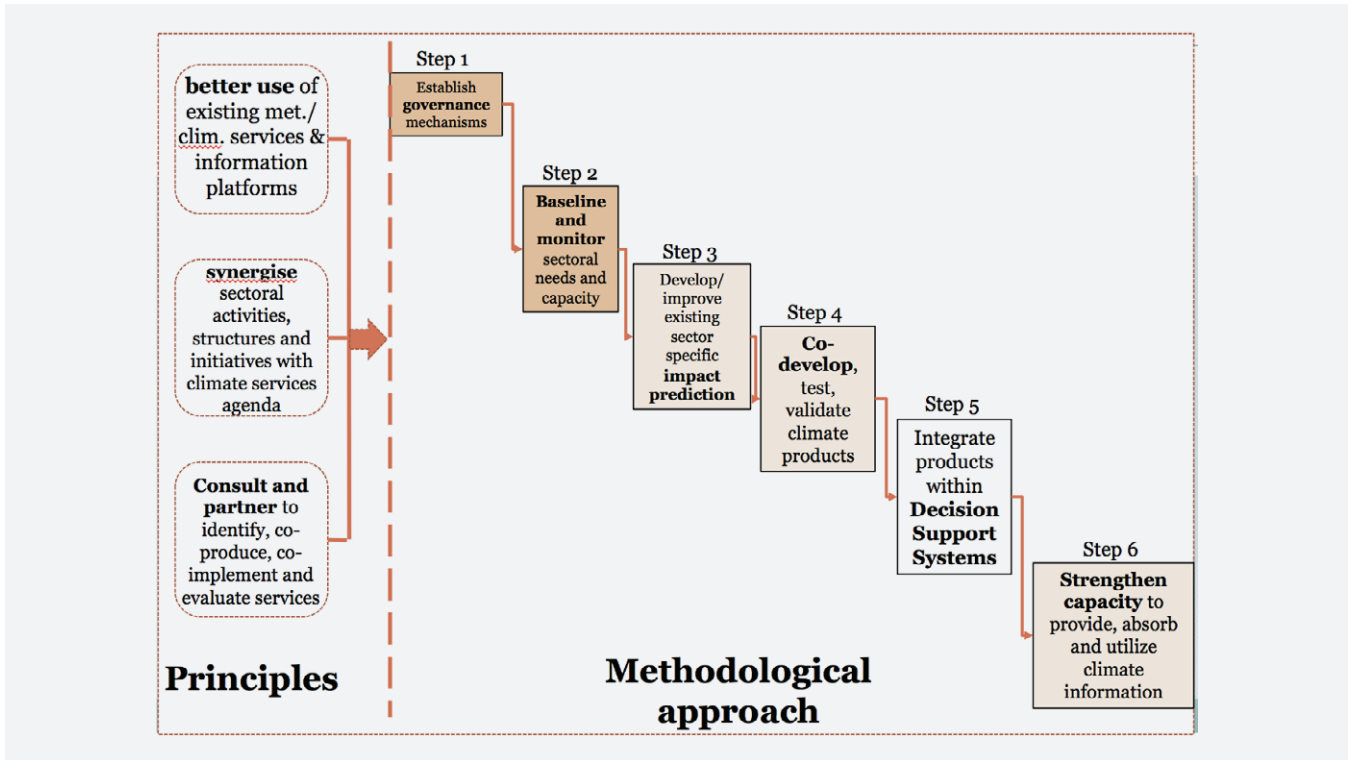 better use of
existing met./
clim. services &
information
platforms
synergise
sectoral
activities,
structures and
initiatives with
climate services
agenda
Consult and
partner to
identify, co-
produce, co-
implement and
evaluate services
Principles
Step 1
Establish
governance
mechanisms
Step 2
Baseline
and
monitor
sectoral
needs and
capacity
Step 3
Develop/
improve
existing
sector
specific
impact
prediction
Step 4
Co-
develop,
test,
validate
climate
products
Step 5
Integrate
products
within
Decision
Support
Systems
Step 6
Strengthen
capacity to
provide, absorb
and utilize
climate
information
Methodological
approach